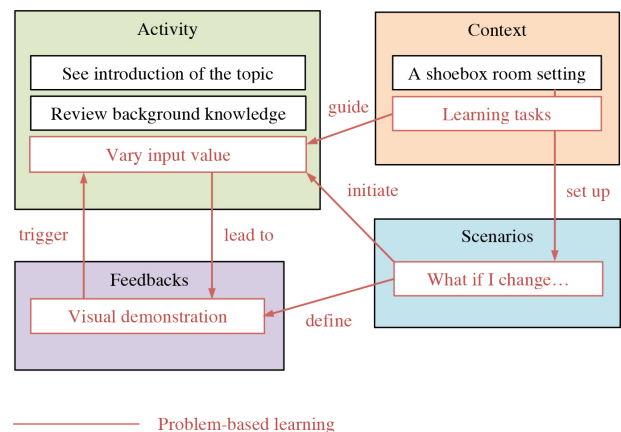 Activity
See introduction of the topic
Review background knowledge
Vary input value
Context
A shoebox room setting
Learning tasks
guide
initiate
set up
trigger
lead to
Scenarios
What if I change…
Feedbacks
Visual demonstration
define
Problem-based learning